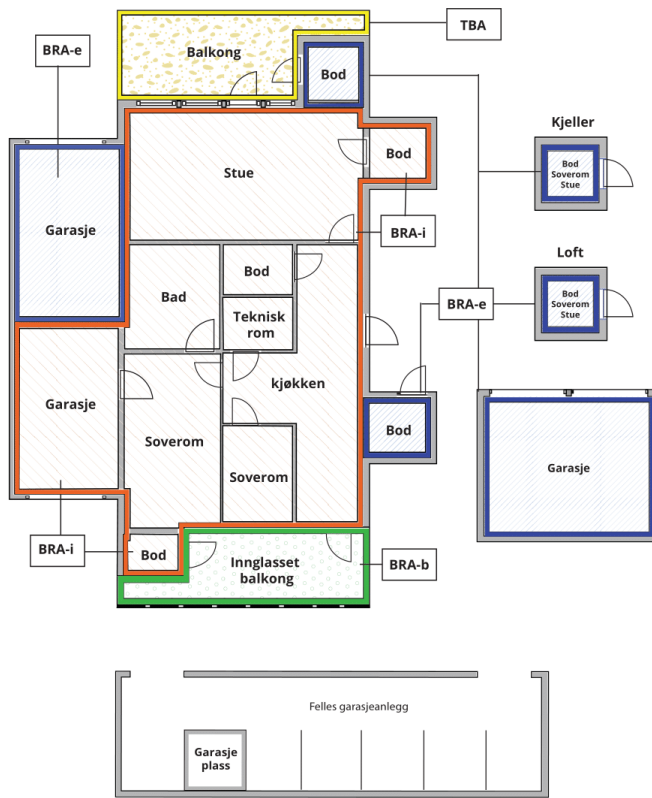 TBA
BRA-e
Balkong
Bod
Kjeller
Bod
Soverom
Stue
Stue
Bod
Garasje
BRA-i
Loft
Bod
Bod
Soverom
Stue
Bad
BRA-e
Teknisk
rom
kjøkken
Garasje
Bod
Soverom
Garasje
Soverom
BRA-i
Bod
Innglasset
balkong
BRA-b
Felles garasjeanlegg
Garasje
plass